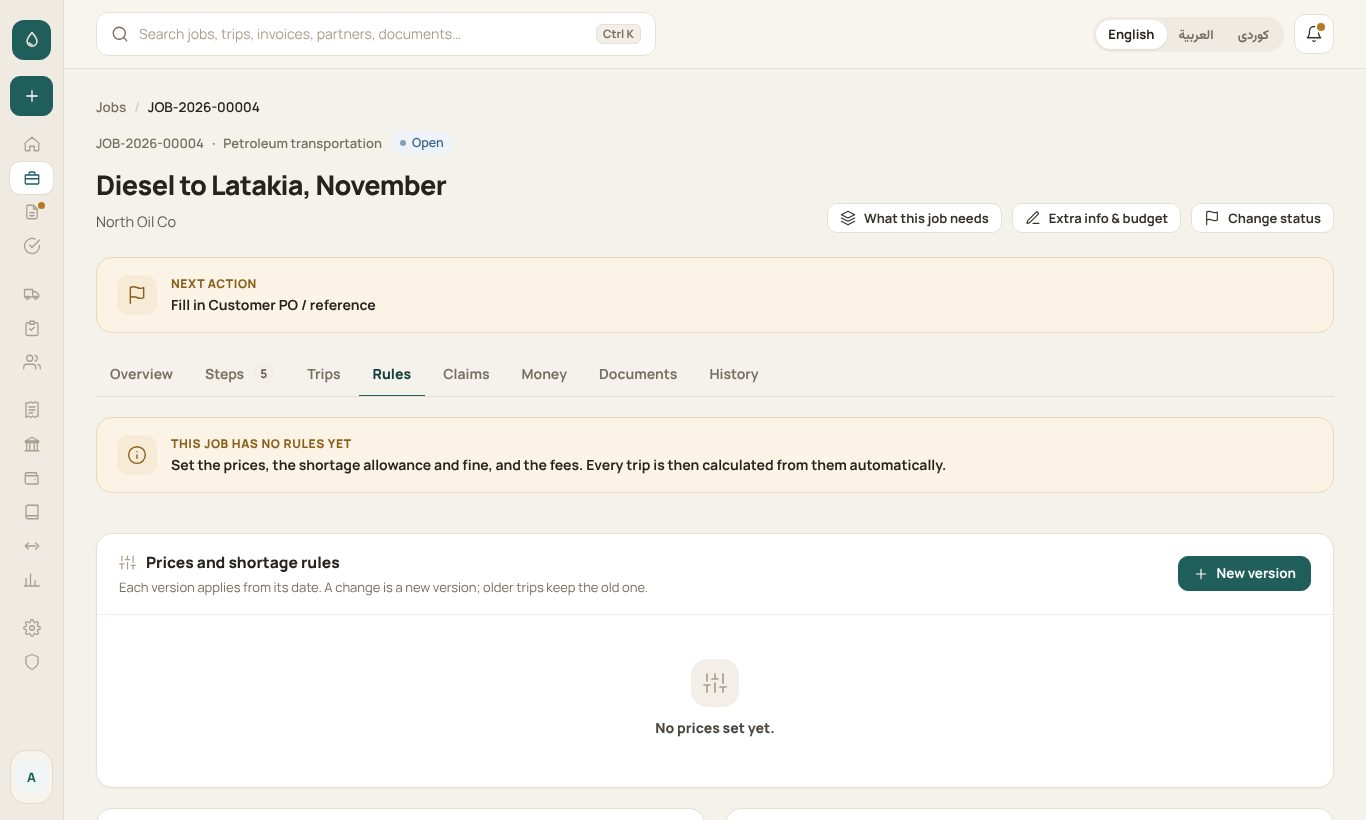 Search jobs, trips, invoices, partners, documents...
Ctrl K
English
العربية
كوردی
Jobs / JOB-2026-00004
JOB-2026-00004 · Petroleum transportation
Open
Diesel to Latakia, November
North Oil Co
What this job needs
Extra info & budget
Change status
NEXT ACTION
Fill in Customer PO / reference
Overview
Steps 5
Trips
Rules
Claims
Money
Documents
History
THIS JOB HAS NO RULES YET
Set the prices, the shortage allowance and fine, and the fees. Every trip is then calculated from them automatically.
Prices and shortage rules
Each version applies from its date. A change is a new version; older trips keep the old one.
New version
No prices set yet.
A